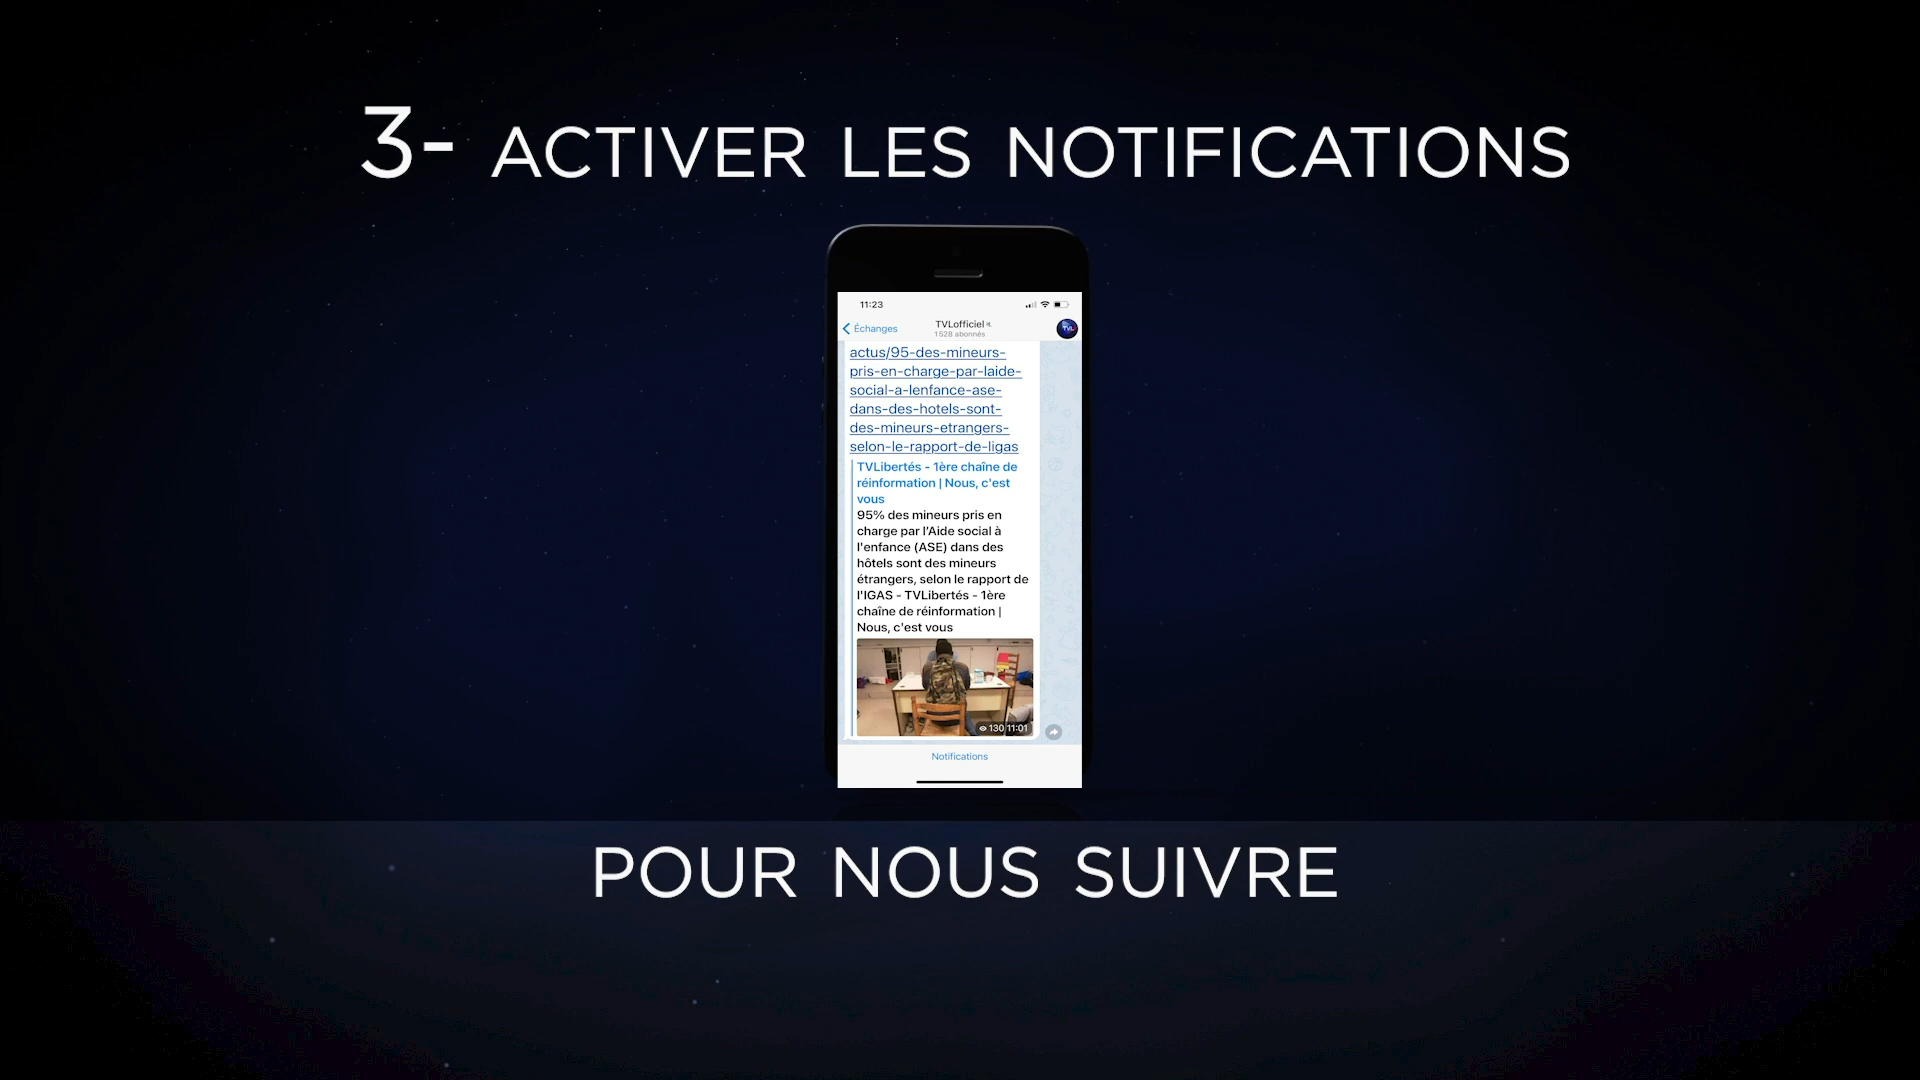 3- ACTIVER LES NOTIFICATIONS
11:23
Échanges
TVLofficiel
1 528 abonnés
TVL
actus/95-des-mineurs-
pris-en-charge-par-laide-
social-a-lenfance-ase-
dans-des-hotels-sont-
des-mineurs-etrangers-
selon-le-rapport-de-ligas
TVLibertés - 1ère chaîne de
réinformation | Nous, c'est
vous
95% des mineurs pris en
charge par l'Aide social à
l'enfance (ASE) dans des
hôtels sont des mineurs
étrangers, selon le rapport de
l'IGAS - TVLibertés - 1ère
chaîne de réinformation |
Nous, c'est vous
130 11:01
Notifications
POUR NOUS SUIVRE